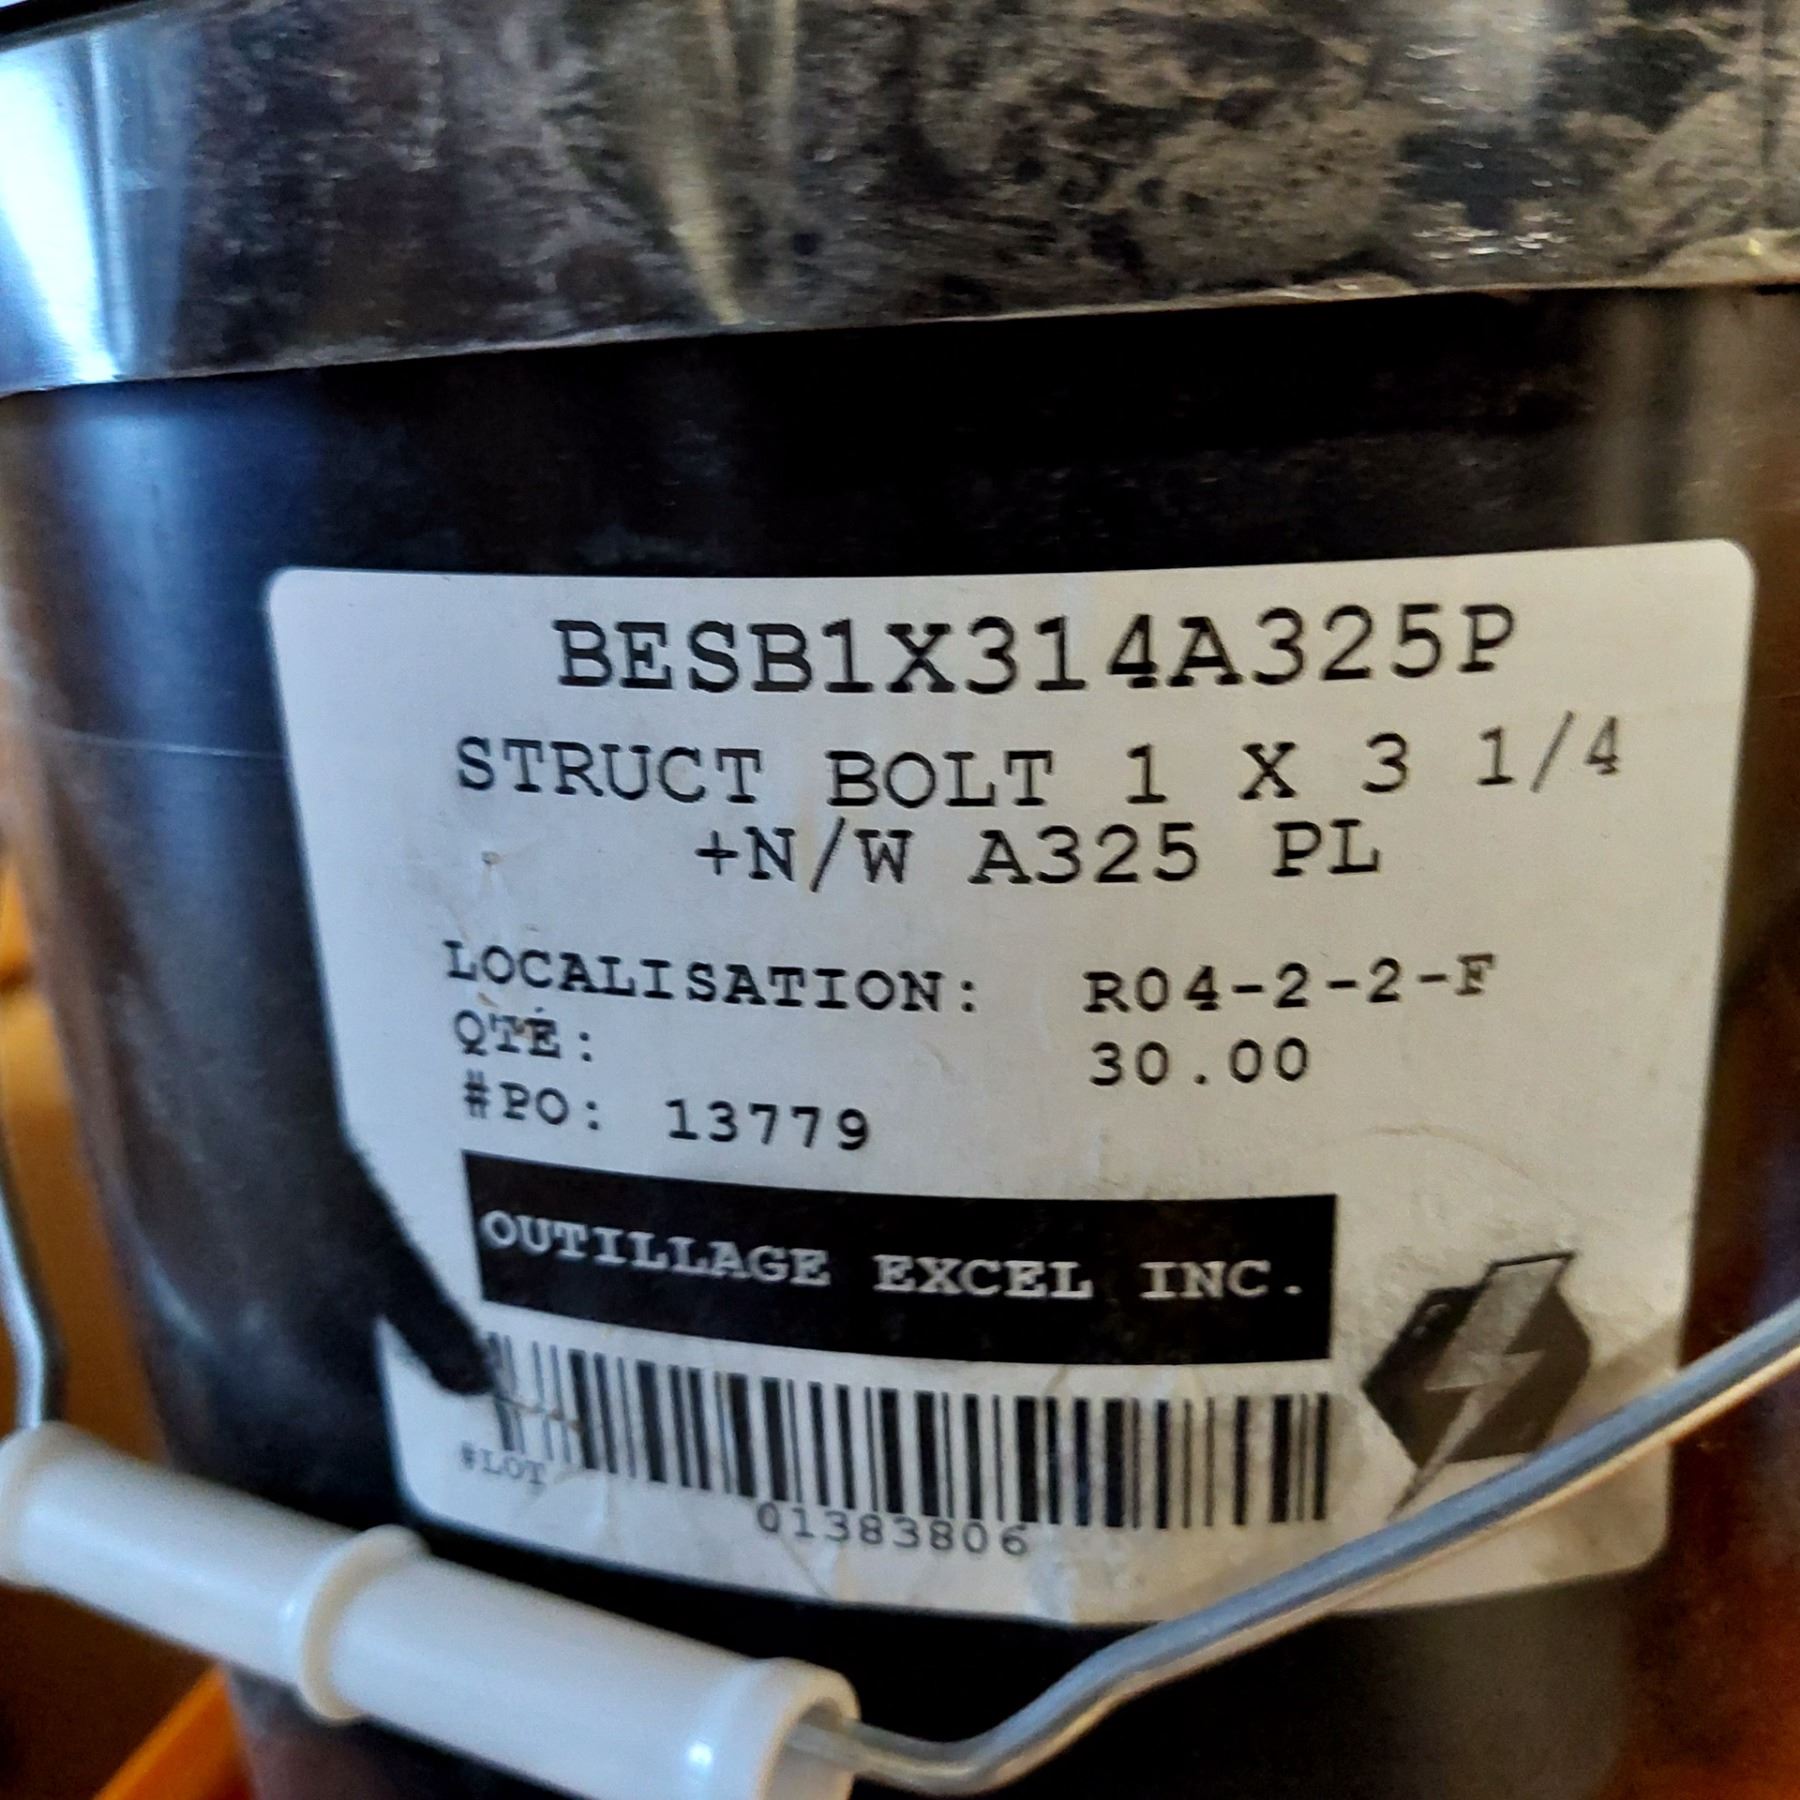 BESB1X314A325P
STRUCT BOLT 1 X 3 1/4
+N/W A325 PL
LOCALISATION: R04-2-2-F
QTÉ: 30.00
#PO: 13779
OUTILLAGE EXCEL INC.
#LOT
01383806